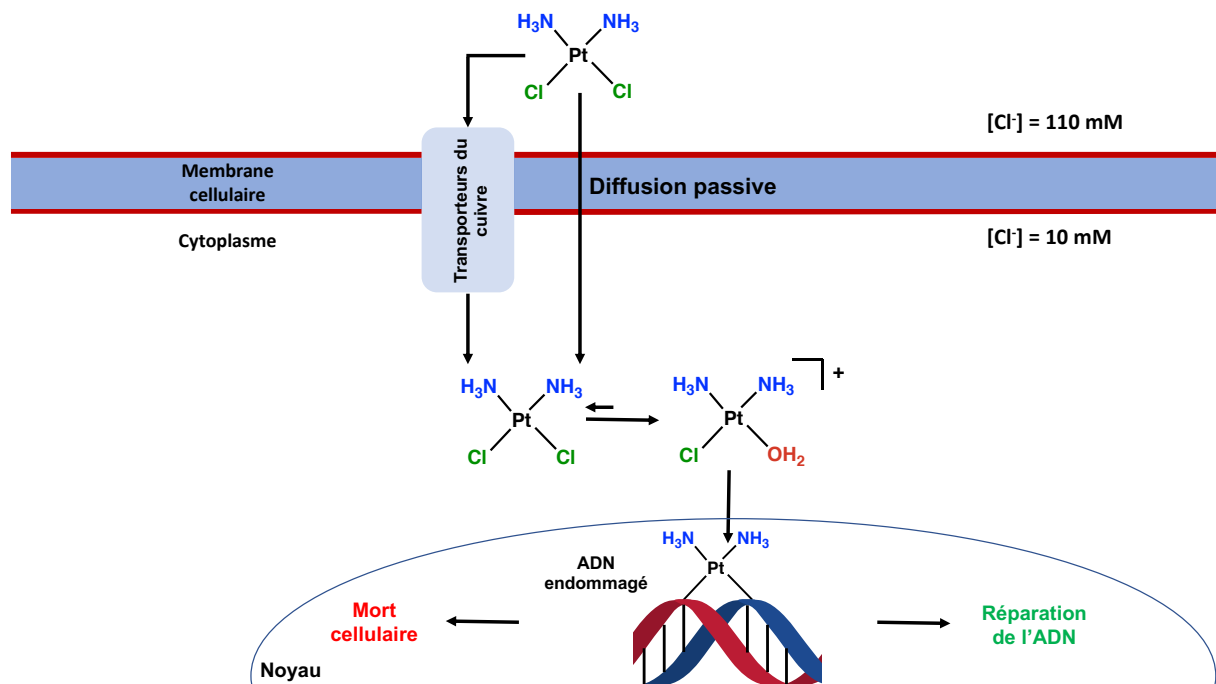 H₃N NH₃
Pt
Cl Cl
[Cl⁻] = 110 mM
Membrane
cellulaire
Transporteurs du
cuivre
Diffusion passive
Cytoplasme
[Cl⁻] = 10 mM
H₃N NH₃
Pt
Cl Cl
H₃N NH₃
+
Pt
Cl OH₂
H₃N NH₃
Pt
ADN
endommagé
Mort
cellulaire
Réparation
de l’ADN
Noyau